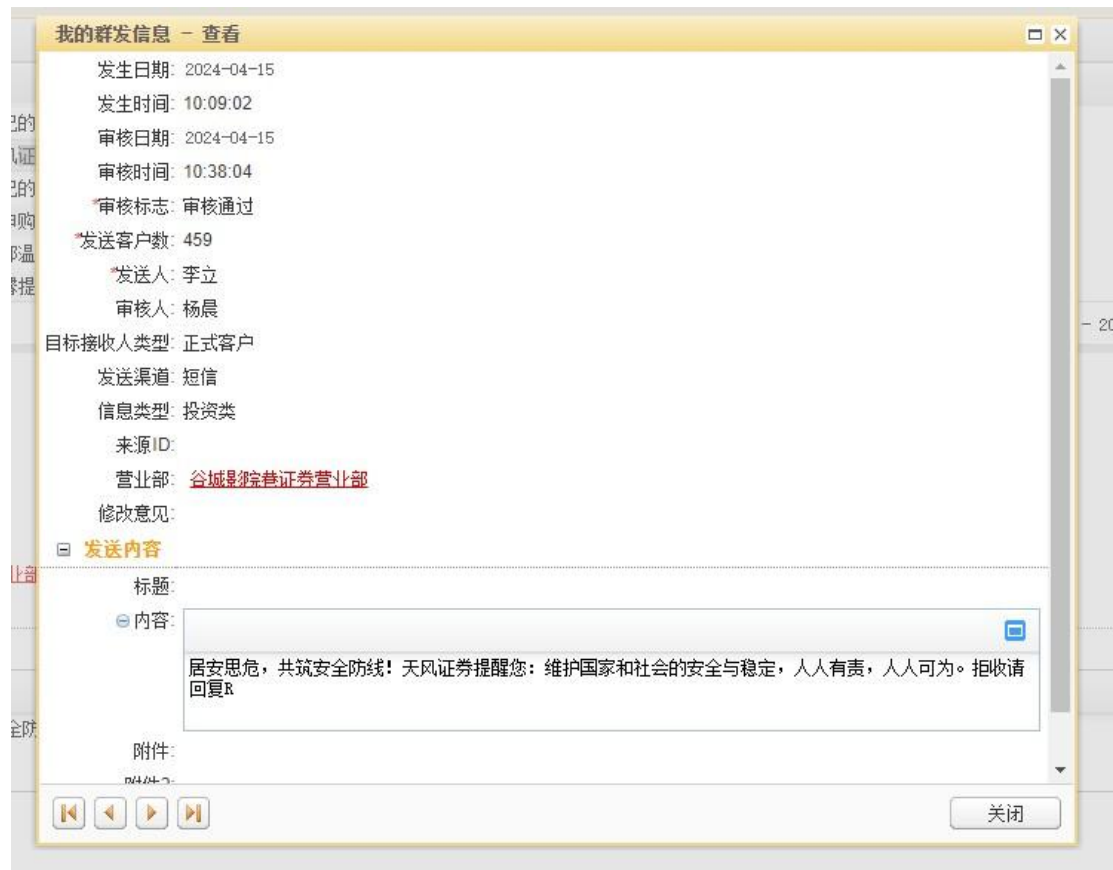 我的群发信息 - 查看
发生日期: 2024-04-15
发生时间: 10:09:02
审核日期: 2024-04-15
审核时间: 10:38:04
*审核标志: 审核通过
*发送客户数: 459
*发送人: 李立
审核人: 杨晨
目标接收人类型: 正式客户
发送渠道: 短信
信息类型: 投资类
来源ID:
营业部: 谷城影院巷证券营业部
修改意见:
发送内容
标题:
内容:
居安思危，共筑安全防线！天风证券提醒您：维护国家和社会的安全与稳定，人人有责，人人可为。拒收请
回复R
附件:
关闭